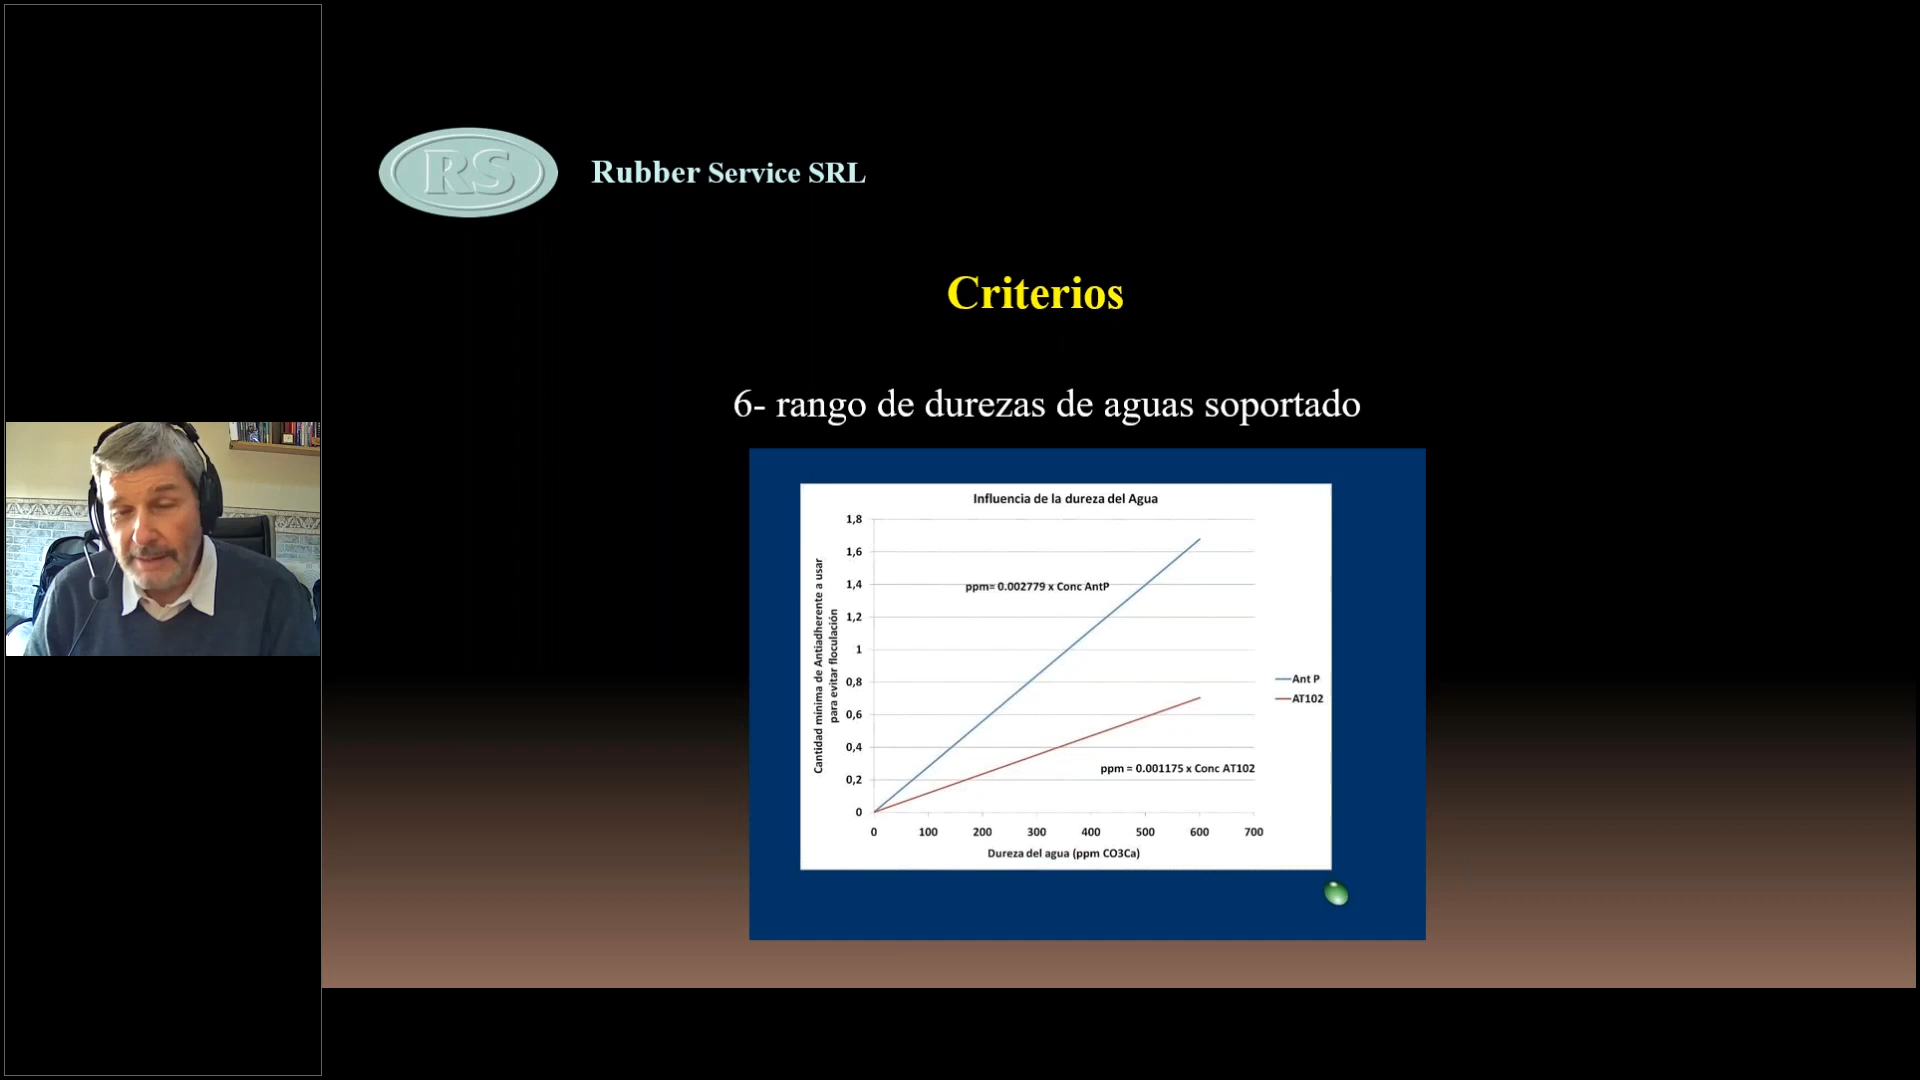 RS
Rubber Service SRL
Criterios
6- rango de durezas de aguas soportado
Influencia de la dureza del Agua
Cantidad minima de Antiadherente a usar
para evitar floculación
1,8
1,6
1,4
1,2
1
0,8
0,6
0,4
0,2
0
ppm= 0.002779 x Conc AntP
ppm = 0.001175 x Conc AT102
Ant P
AT102
0 100 200 300 400 500 600 700
Dureza del agua (ppm CO3Ca)